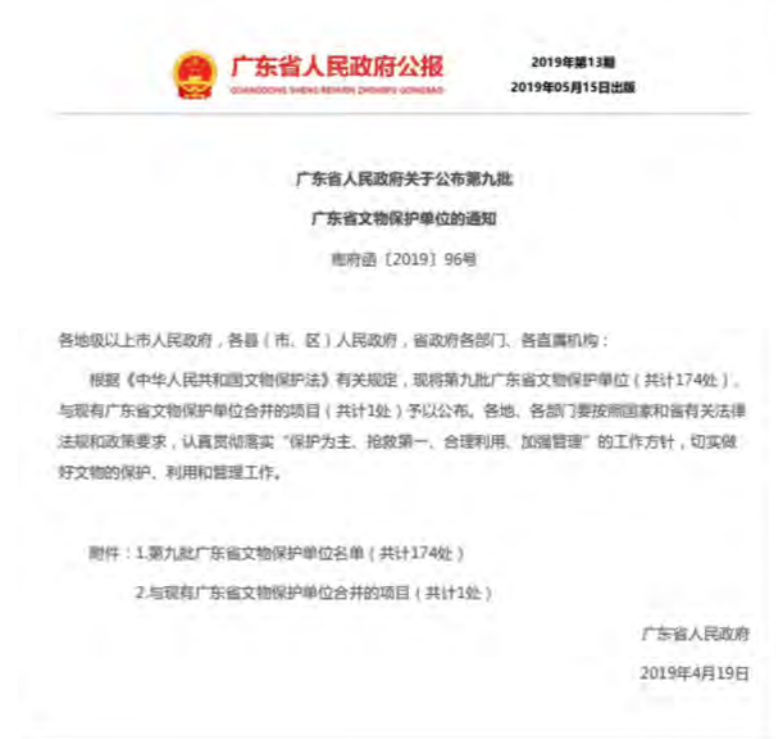 广东省人民政府公报
GUANGDONG SHENG RENMIN ZHENGFU GONGBAO
2019年第13期
2019年05月15日出版
广东省人民政府关于公布第九批
广东省文物保护单位的通知
粤府函〔2019〕96号
各地级以上市人民政府，各县（市、区）人民政府，省政府各部门、各直属机构：
根据《中华人民共和国文物保护法》有关规定，现将第九批广东省文物保护单位（共计174处）、
与现有广东省文物保护单位合并的项目（共计1处）予以公布。各地、各部门要按照国家和省有关法律
法规和政策要求，认真贯彻落实“保护为主、抢救第一、合理利用、加强管理”的工作方针，切实做
好文物的保护、利用和管理工作。
附件：1.第九批广东省文物保护单位名单（共计174处）
2.与现有广东省文物保护单位合并的项目（共计1处）
广东省人民政府
2019年4月19日